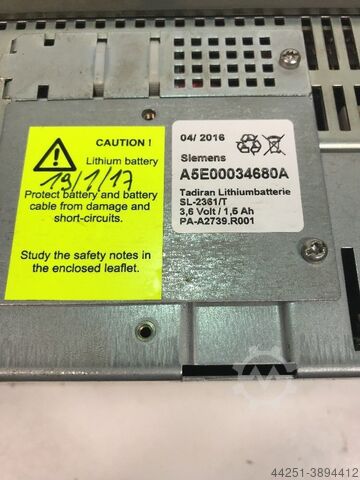 CAUTION !
Lithium battery
19/1/17
Protect battery and battery
cable from damage and
short-circuits.
Study the safety notes in
the enclosed leaflet.
04/ 2016
Siemens
A5E00034680A
Tadiran Lithiumbatterie
SL-2361/T
3,6 Volt / 1,5 Ah
PA-A2739.R001
44251-3894412